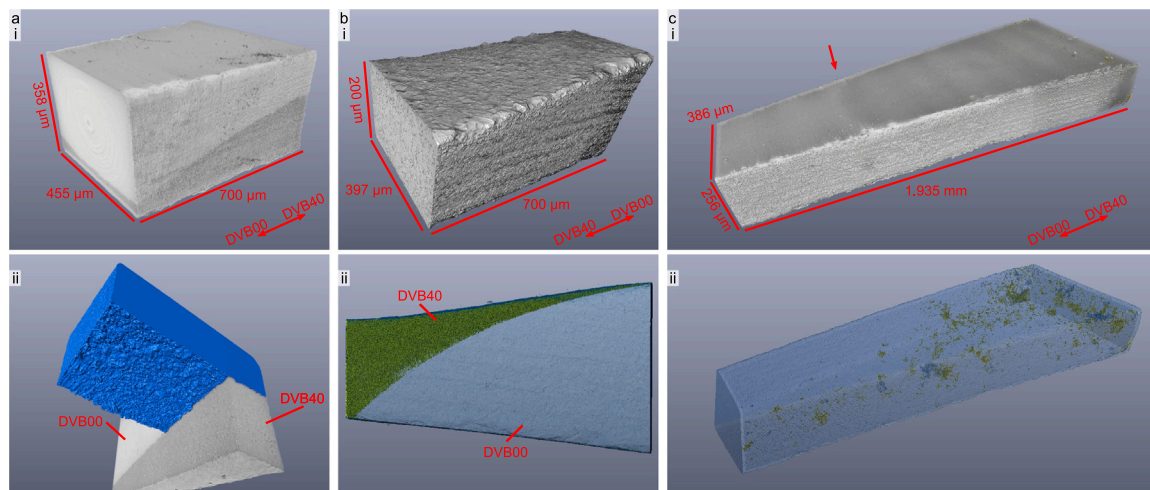 a
i
358 µm
455 µm
700 µm
DVB00
DVB40
b
i
200 µm
397 µm
700 µm
DVB40
DVB00
c
i
386 µm
256 µm
1.935 mm
DVB00
DVB40
ii
DVB00
DVB40
ii
DVB40
DVB00
ii